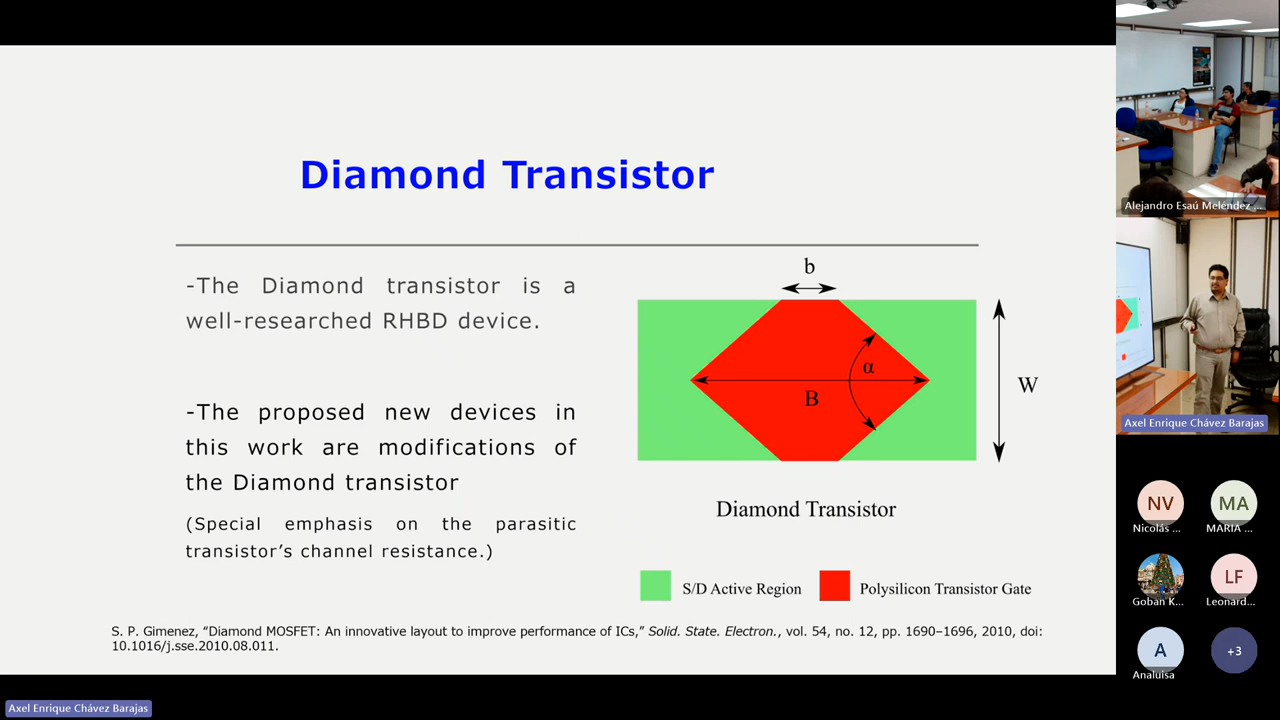 Diamond Transistor
-The Diamond transistor is a
well-researched RHBD device.
-The proposed new devices in
this work are modifications of
the Diamond transistor
(Special emphasis on the parasitic
transistor’s channel resistance.)
b
α
B
W
Diamond Transistor
S/D Active Region
Polysilicon Transistor Gate
S. P. Gimenez, “Diamond MOSFET: An innovative layout to improve performance of ICs,” Solid. State. Electron., vol. 54, no. 12, pp. 1690–1696, 2010, doi:
10.1016/j.sse.2010.08.011.
Axel Enrique Chávez Barajas
Alejandro Esaú Meléndez ...
Axel Enrique Chávez Barajas
NV
Nicolás ...
MA
MARIA ...
Goban K...
LF
Leonard...
A
Analuisa
+3